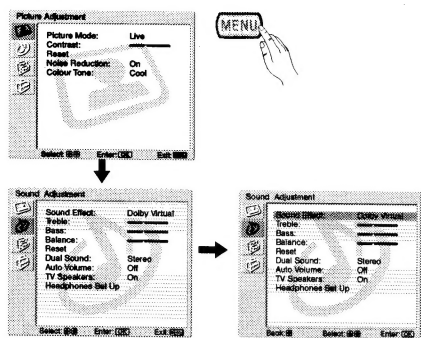 Picture Adjustment
Picture Mode: Live
Contrast:
Reset
Noise Reduction: On
Colour Tone: Cool
Select: Enter: OK Exit:
MENU
Sound Adjustment
Sound Effect: Dolby Virtual
Treble:
Bass:
Balance:
Reset
Dual Sound: Stereo
Auto Volume: Off
TV Speakers: On
Headphones Set Up
Select: Enter: OK Exit:
Sound Adjustment
Sound Effect: Dolby Virtual
Treble:
Bass:
Balance:
Reset
Dual Sound: Stereo
Auto Volume: Off
TV Speakers: On
Headphones Set Up
Back: Select: Enter: OK